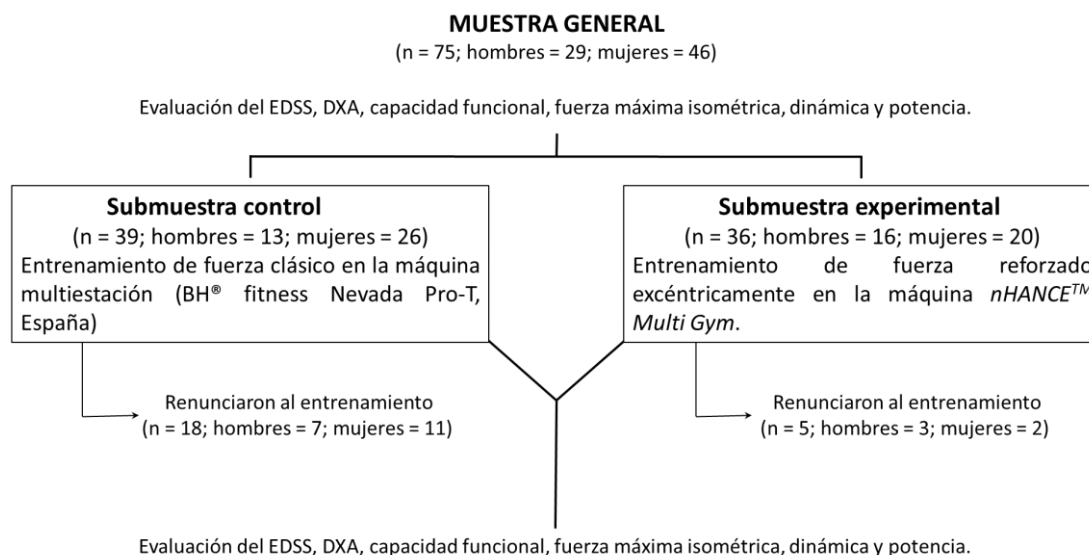 MUESTRA GENERAL
(n = 75; hombres = 29; mujeres = 46)
Evaluación del EDSS, DXA, capacidad funcional, fuerza máxima isométrica, dinámica y potencia.
Submuestra control
(n = 39; hombres = 13; mujeres = 26)
Entrenamiento de fuerza clásico en la máquina
multiestación (BH® fitness Nevada Pro-T,
España)
Submuestra experimental
(n = 36; hombres = 16; mujeres = 20)
Entrenamiento de fuerza reforzado
excéntricamente en la máquina nHANCE™
Multi Gym.
Renunciaron al entrenamiento
(n = 18; hombres = 7; mujeres = 11)
Renunciaron al entrenamiento
(n = 5; hombres = 3; mujeres = 2)
Evaluación del EDSS, DXA, capacidad funcional, fuerza máxima isométrica, dinámica y potencia.